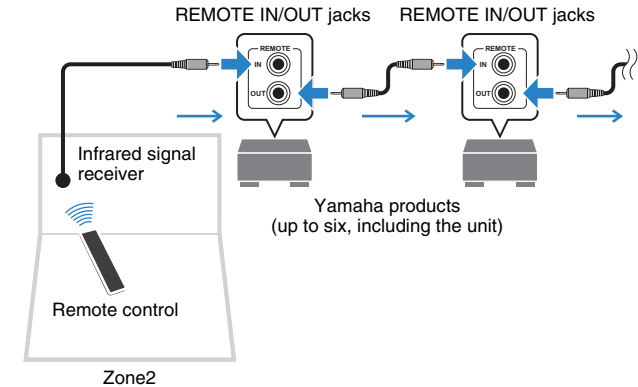 REMOTE IN/OUT jacks
REMOTE IN/OUT jacks
REMOTE
IN
OUT
REMOTE
IN
OUT
Infrared signal
receiver
Remote control
Zone2
Yamaha products
(up to six, including the unit)